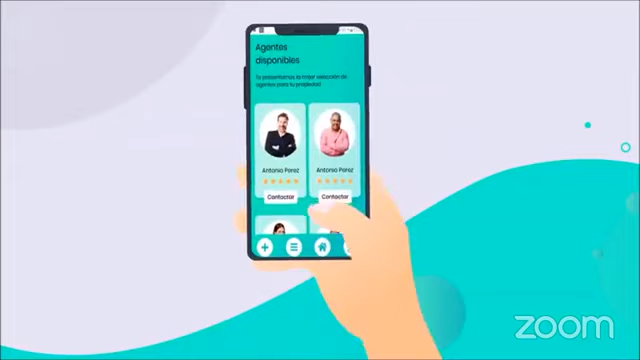 Agentes
disponibles
Te presentamos la mejor selección de
agentes para tu propiedad
Antonio Perez
Antonio Perez
Contactar
Contactar
zoom